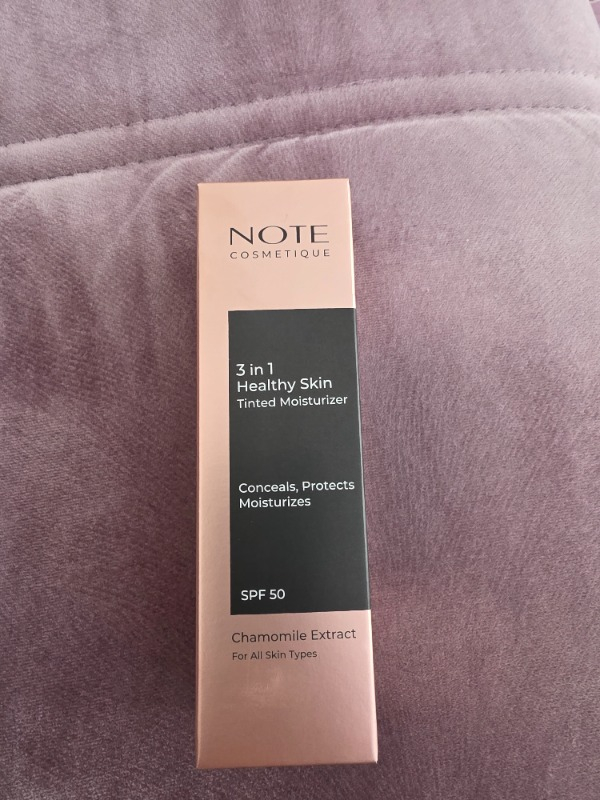 NOTE
COSMETIQUE
3 in 1
Healthy Skin
Tinted Moisturizer
Conceals, Protects
Moisturizes
SPF 50
Chamomile Extract
For All Skin Types